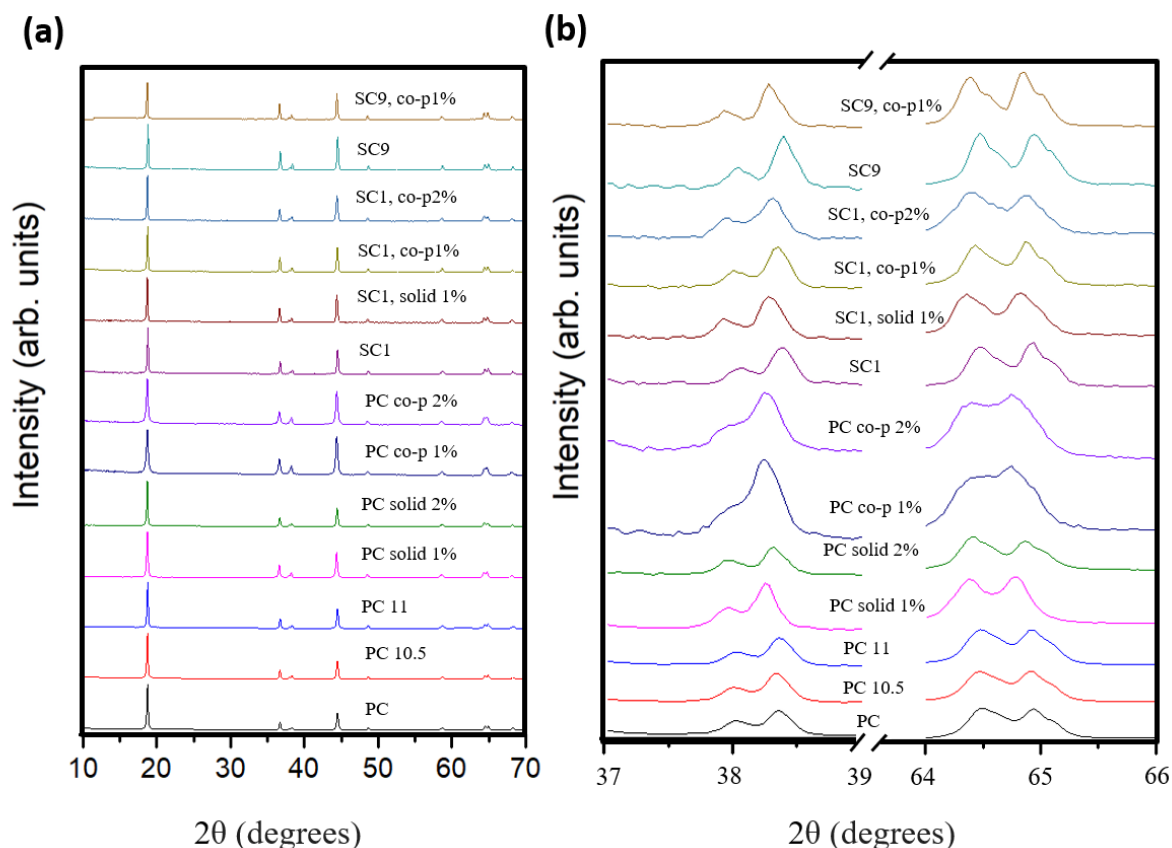 (a)
SC9, co-p1%
SC9
SC1, co-p2%
SC1, co-p1%
SC1, solid 1%
SC1
PC co-p 2%
PC co-p 1%
PC solid 2%
PC solid 1%
PC 11
PC 10.5
PC
Intensity (arb. units)
10 20 30 40 50 60 70
2θ (degrees)
(b)
SC9, co-p1%
SC9
SC1, co-p2%
SC1, co-p1%
SC1, solid 1%
SC1
PC co-p 2%
PC co-p 1%
PC solid 2%
PC solid 1%
PC 11
PC 10.5
PC
Intensity (arb. units)
37 38 39 64 65 66
2θ (degrees)